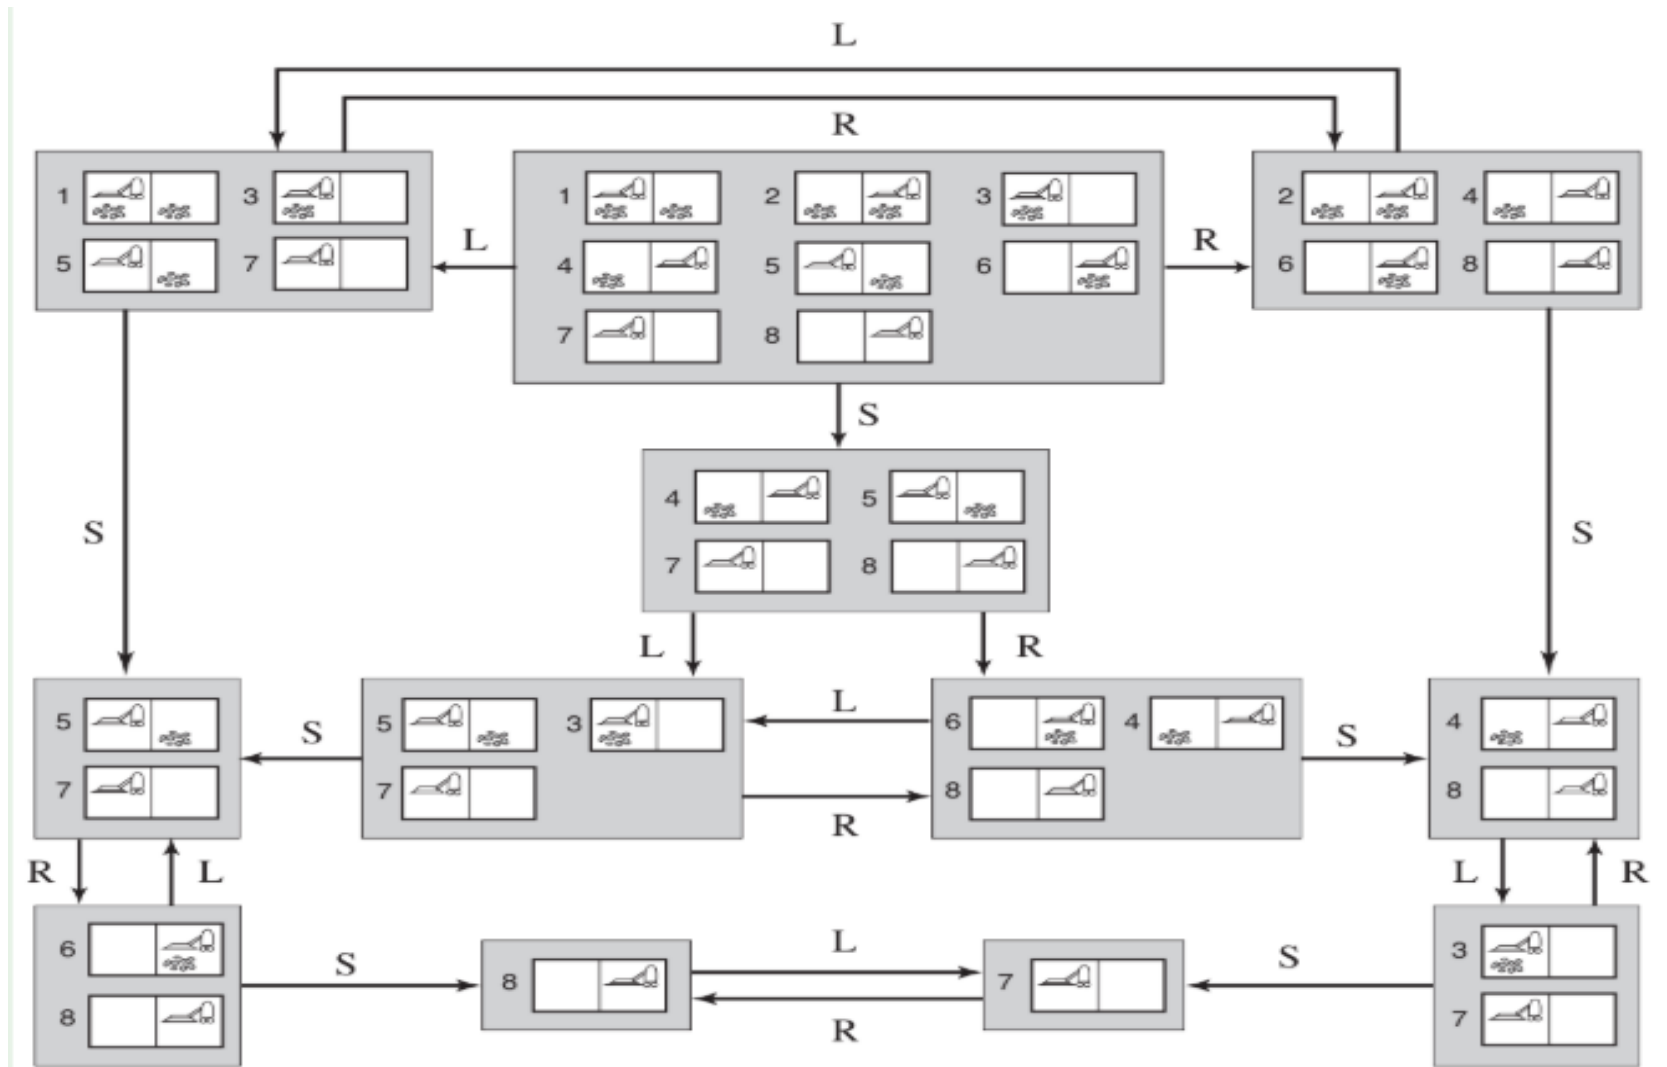 L
R
1 3 1 2 3 2 4
5 7 L 4 5 6 R 6 8
7 8
S
4 5
S S
7 8
L R
5 5 3 L 6 4 4
S S
7 7 R 8 8
R L L R
6 L 3
S 8 7 S
8 R 7